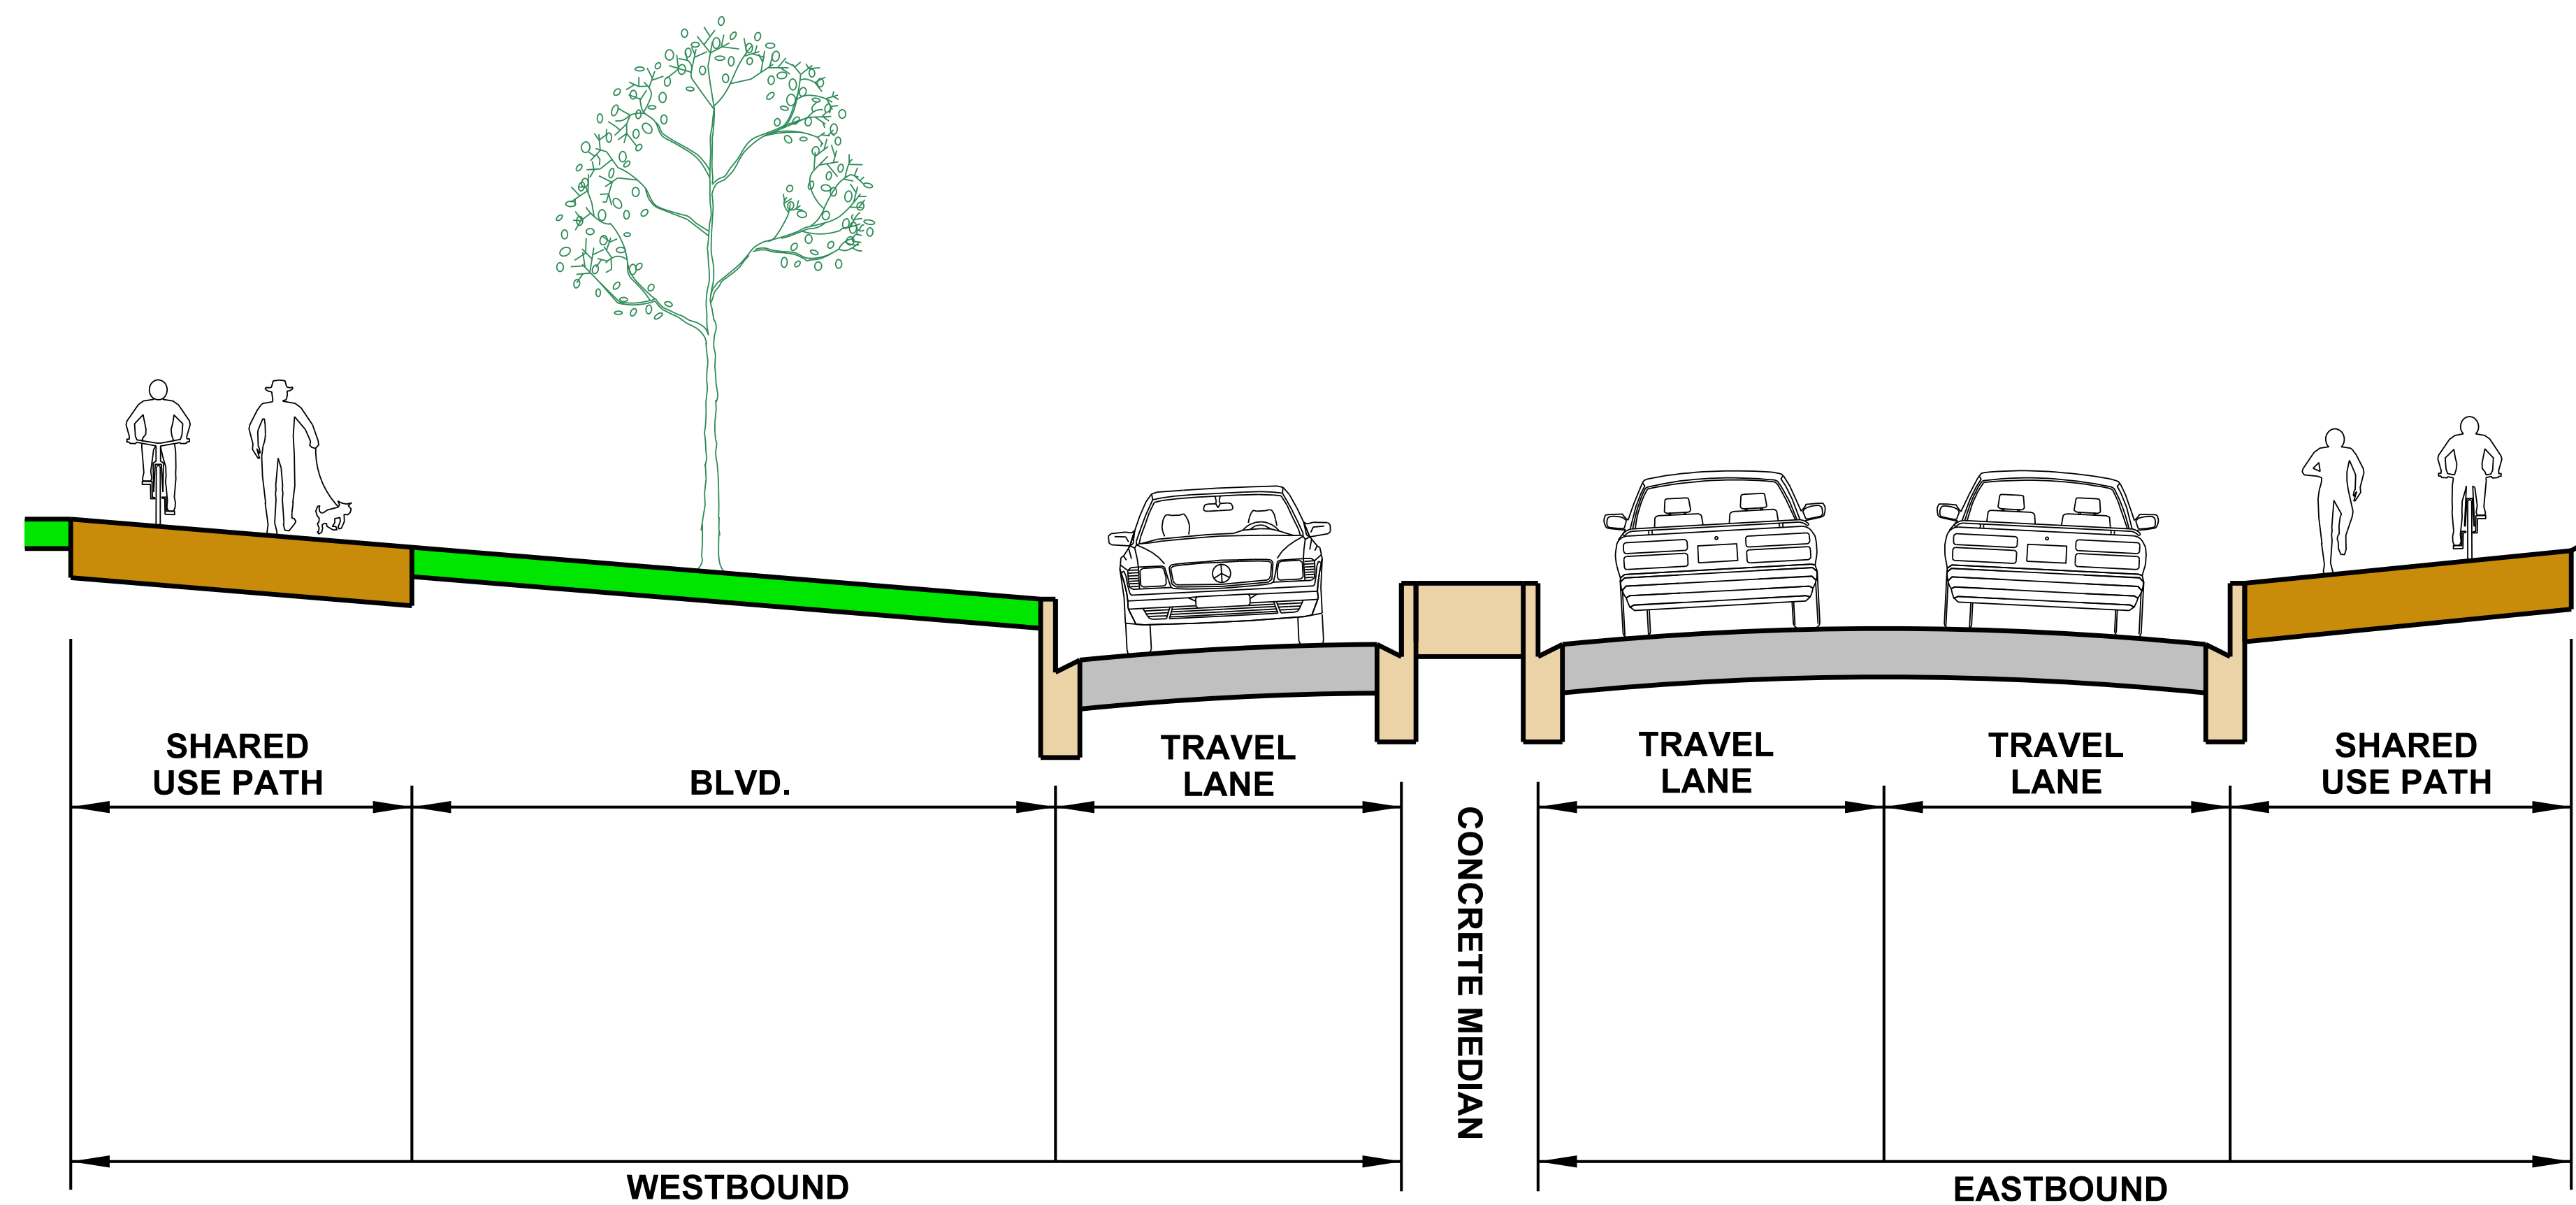 SHARED
USE PATH
BLVD.
TRAVEL
LANE
CONCRETE MEDIAN
TRAVEL
LANE
TRAVEL
LANE
SHARED
USE PATH
WESTBOUND
EASTBOUND